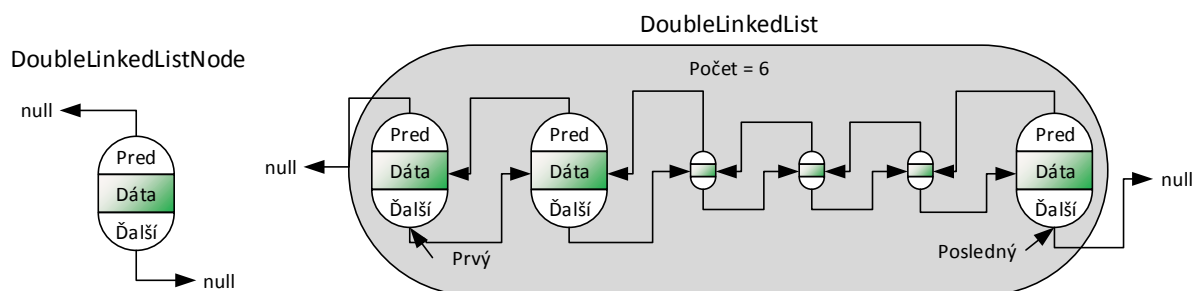 DoubleLinkedListNode
null
Pred
Dáta
Ďalší
null
DoubleLinkedList
Počet = 6
null
Pred
Dáta
Ďalší
Prvý
Pred
Dáta
Ďalší
Pred
Dáta
Ďalší
Posledný
null